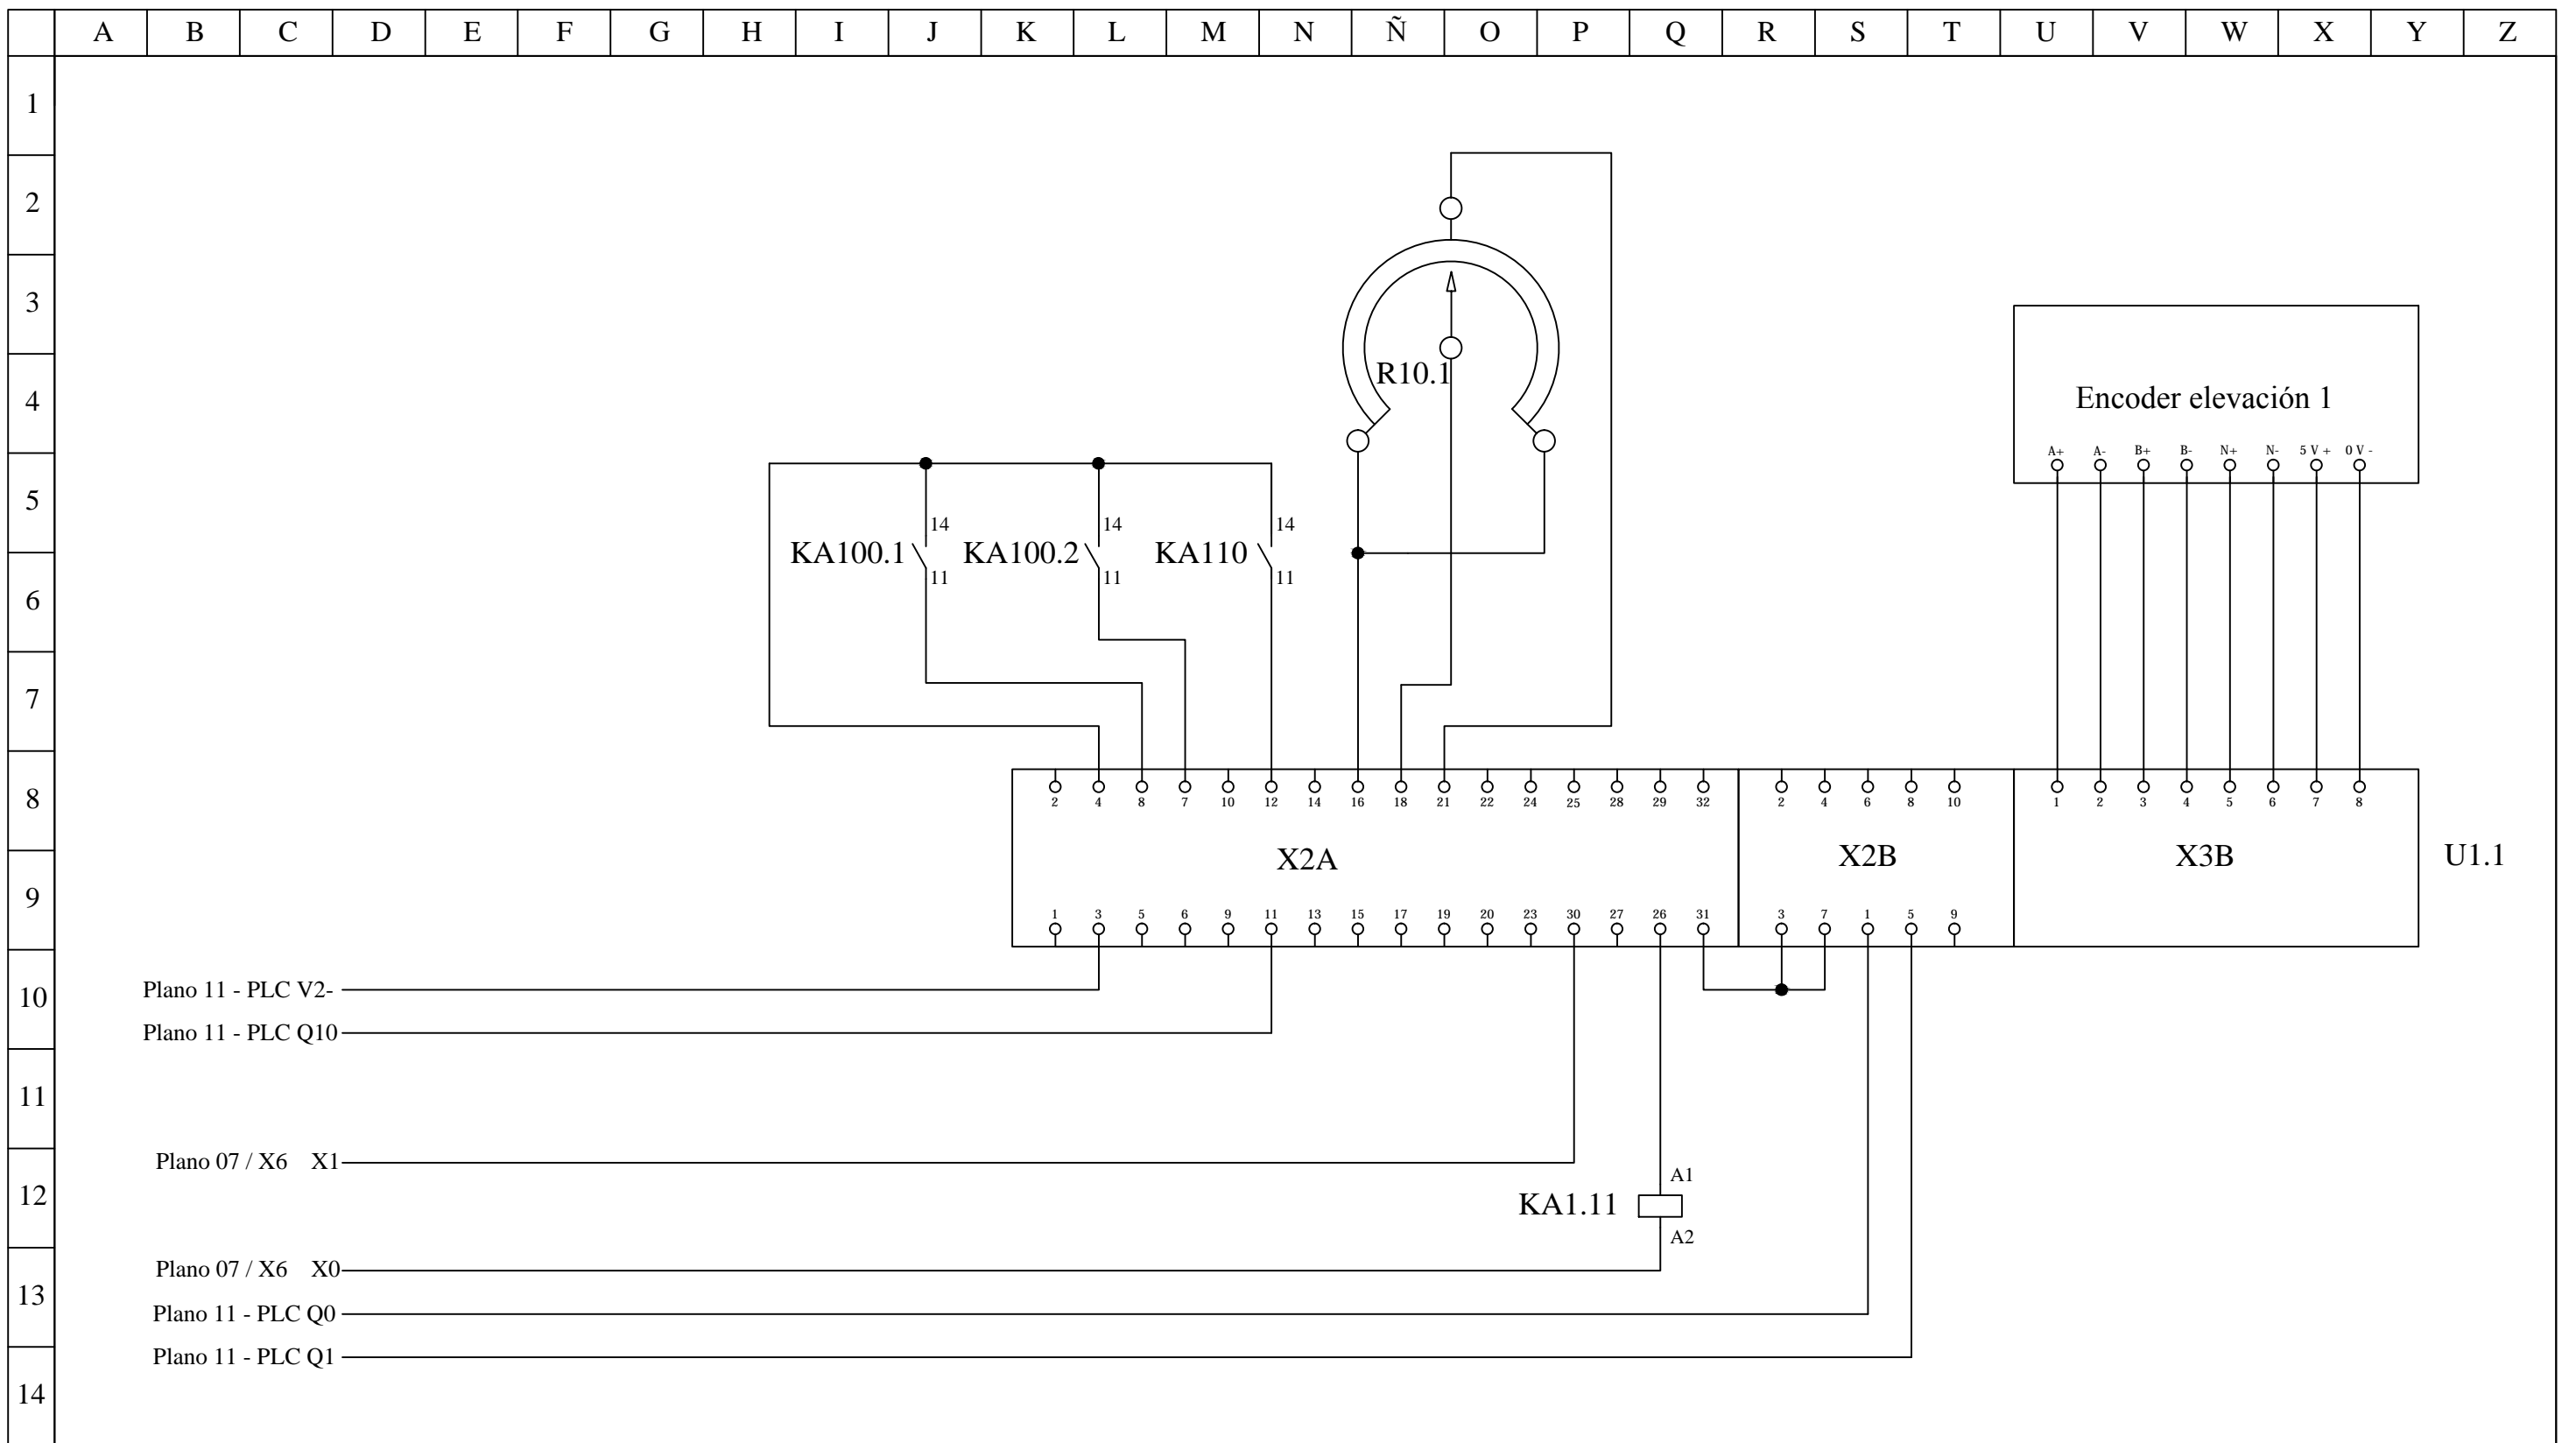 A B C D E F G H I J K L M N Ñ O P Q R S T U V W X Y Z
1
2
3
R10.1
4
Encoder elevación 1
A+ A- B+ B- N+ N- 5 V + 0 V -
5
14 14 14
KA100.1 KA100.2 KA110
11 11 11
6
7
8
2 4 8 7 10 12 14 16 18 21 22 24 25 28 29 32 2 4 6 8 10 1 2 3 4 5 6 7 8
X2A X2B X3B U1.1
9
1 3 5 6 9 11 13 15 17 19 20 23 30 27 26 31 3 7 1 5 9
Plano 11 - PLC V2-
10
Plano 11 - PLC Q10
11
Plano 07 / X6 X1
A1
12
KA1.11
A2
Plano 07 / X6 X0
13
Plano 11 - PLC Q0
Plano 11 - PLC Q1
14